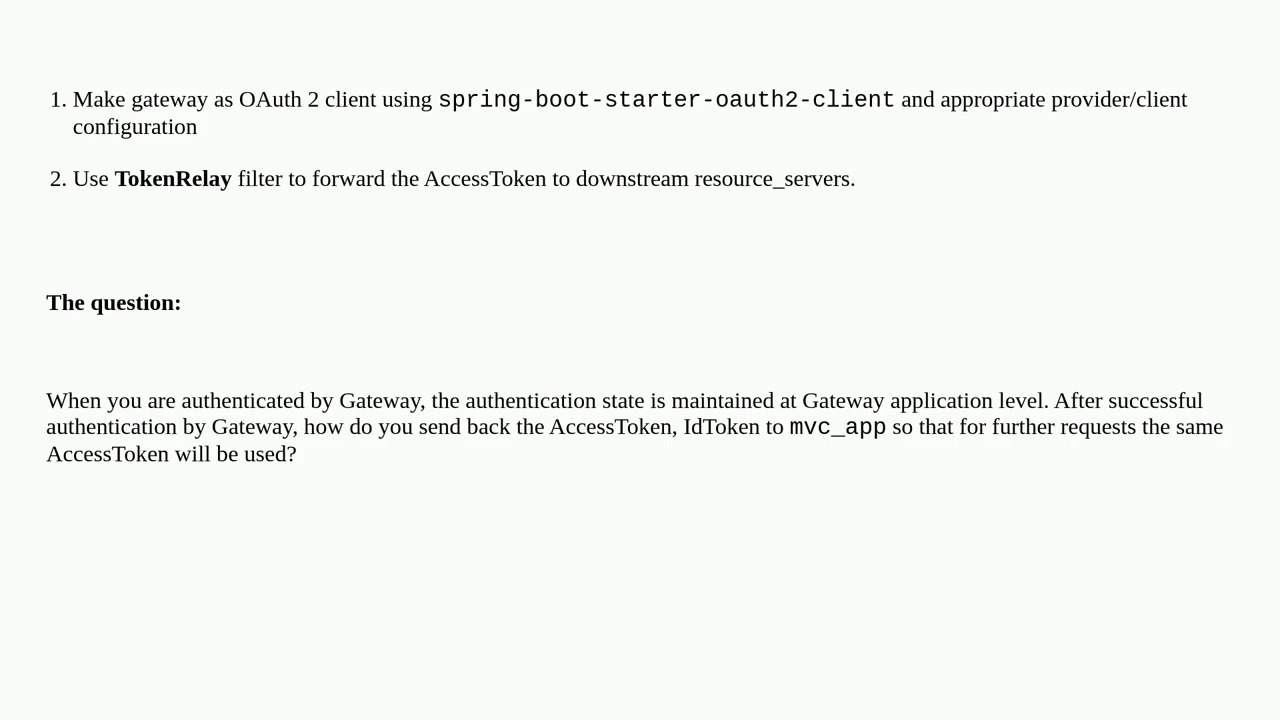 1. Make gateway as OAuth 2 client using spring-boot-starter-oauth2-client and appropriate provider/client
configuration
2. Use TokenRelay filter to forward the AccessToken to downstream resource_servers.
The question:
When you are authenticated by Gateway, the authentication state is maintained at Gateway application level. After successful
authentication by Gateway, how do you send back the AccessToken, IdToken to mvc_app so that for further requests the same
AccessToken will be used?